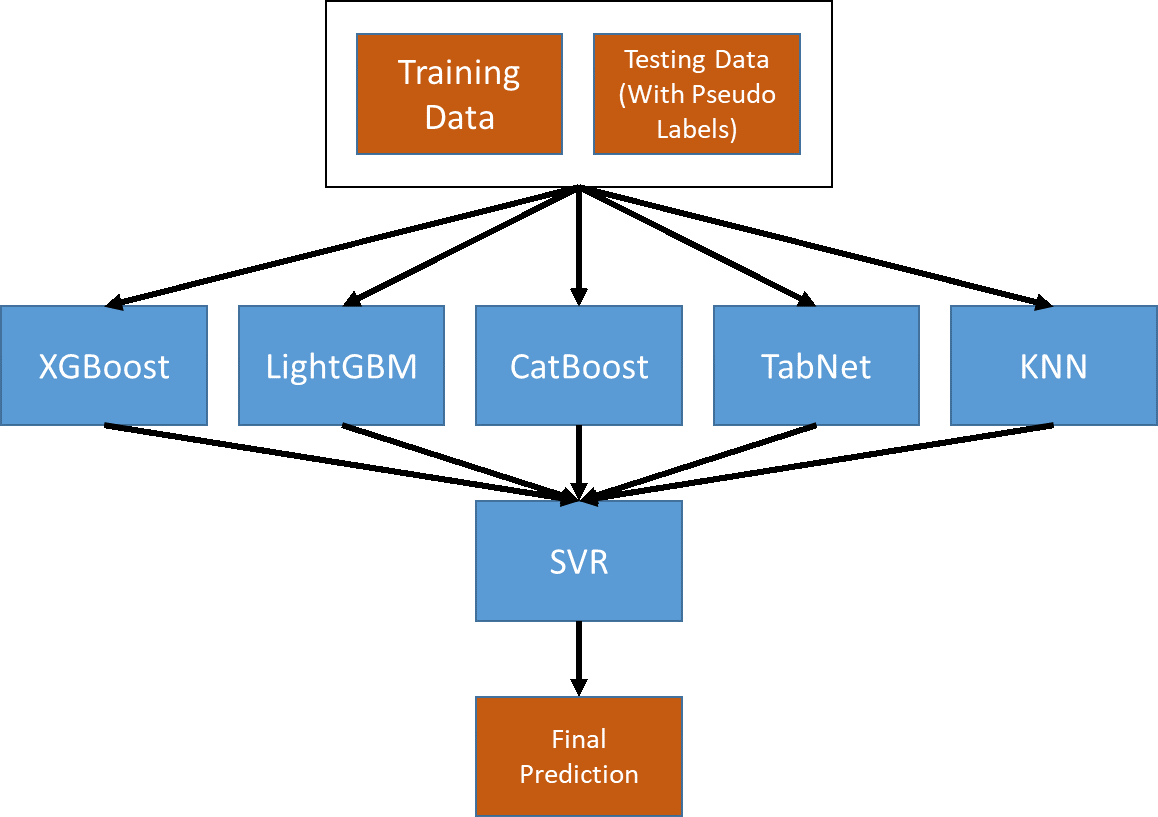 Training
Data
Testing Data
(With Pseudo
Labels)
XGBoost
LightGBM
CatBoost
TabNet
KNN
SVR
Final
Prediction